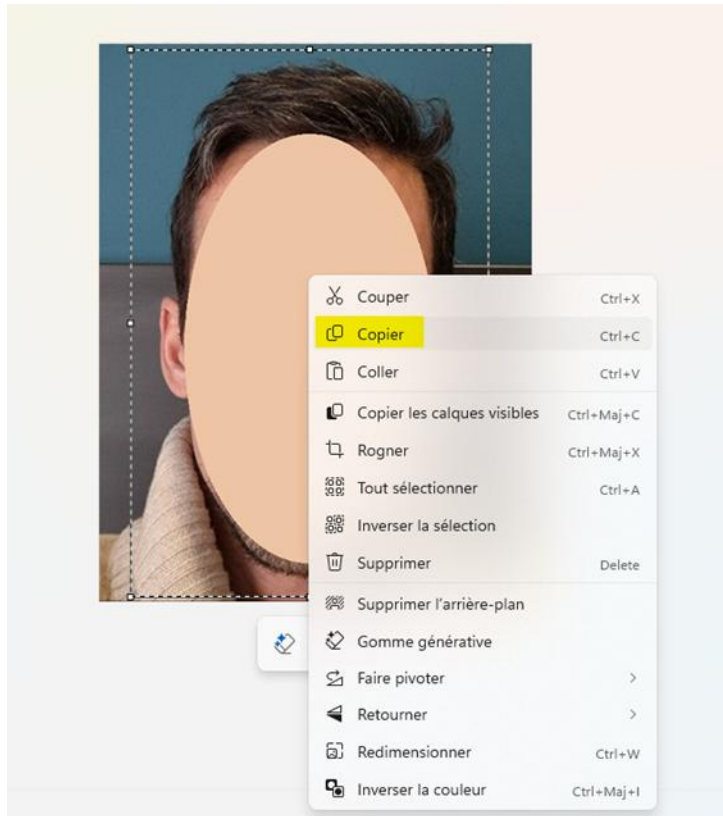 Couper Ctrl+X
Copier Ctrl+C
Coller Ctrl+V
Copier les calques visibles Ctrl+Maj+C
Rogner Ctrl+Maj+X
Tout sélectionner Ctrl+A
Inverser la sélection
Supprimer Delete
Supprimer l'arrière-plan
Gomme générative
Faire pivoter
Retourner
Redimensionner Ctrl+W
Inverser la couleur Ctrl+Maj+I